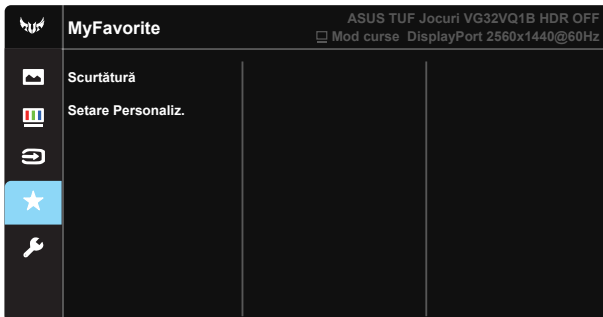 MyFavorite
ASUS TUF Jocuri VG32VQ1B HDR OFF
Mod curse DisplayPort 2560x1440@60Hz
Scurtătură
Setare Personaliz.